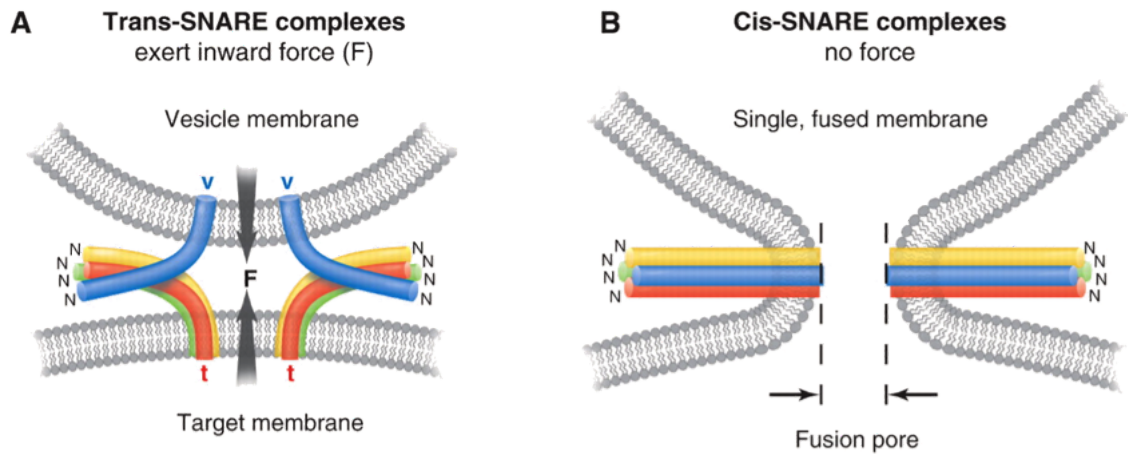 A
Trans-SNARE complexes
exert inward force (F)
Vesicle membrane
v v
N N
N N
N N
N N
F
t t
Target membrane
B
Cis-SNARE complexes
no force
Single, fused membrane
N N
N N
N N
N N
Fusion pore